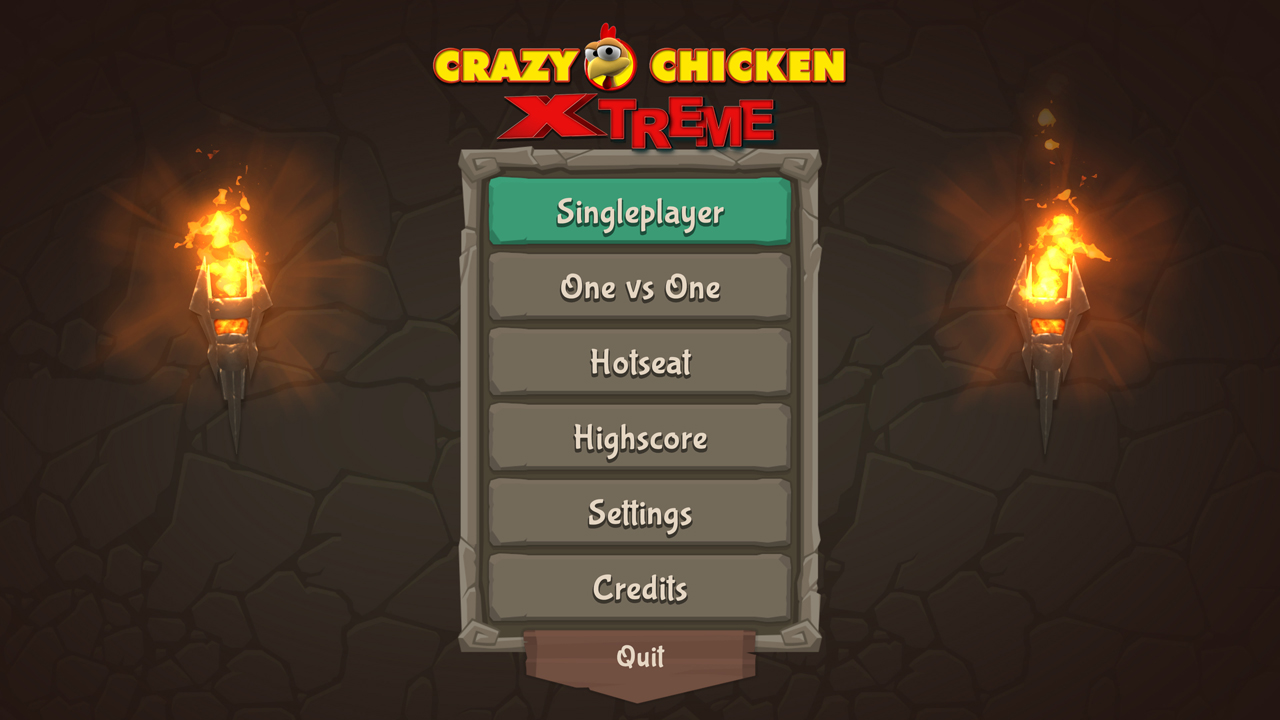 CRAZY CHICKEN
XTREME
Singleplayer
One vs One
Hotseat
Highscore
Settings
Credits
Quit